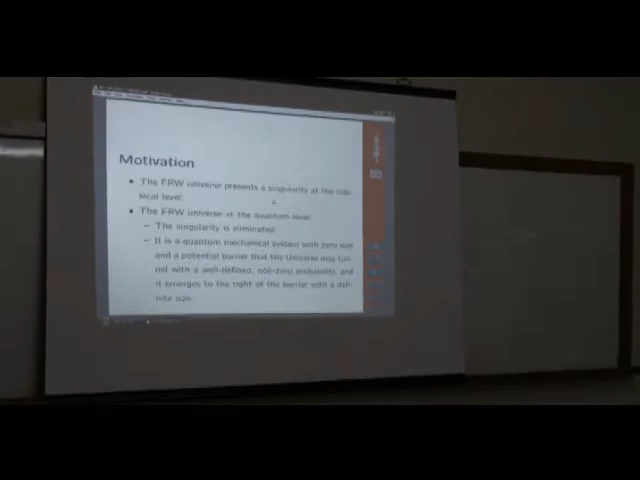 Motivation
• The FRW universe presents a singularity at the clas-
sical level;
• The FRW universe at the quantum level
– The singularity is eliminated
– It is a quantum mechanical system with zero size
and a potential barrier that the Universe may tun-
nel with a well-defined, non-zero probability, and
it emerges to the right of the barrier with a defi-
nite size.